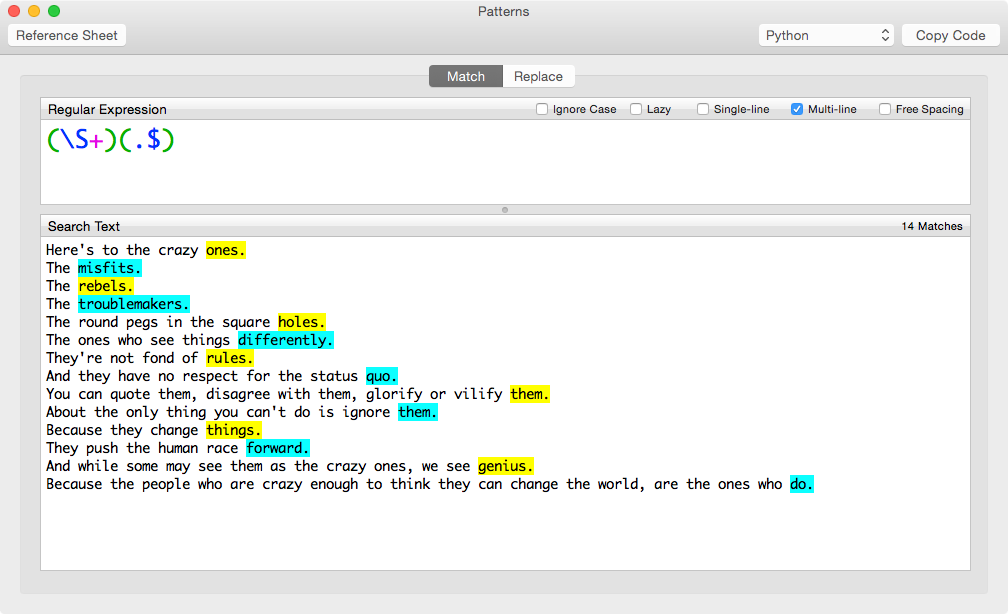 Patterns
Reference Sheet
Python
Copy Code
Match
Replace
Regular Expression
Ignore Case
Lazy
Single-line
Multi-line
Free Spacing
(\S+)(.$)
Search Text
14 Matches
Here's to the crazy ones.
The misfits.
The rebels.
The troublemakers.
The round pegs in the square holes.
The ones who see things differently.
They're not fond of rules.
And they have no respect for the status quo.
You can quote them, disagree with them, glorify or vilify them.
About the only thing you can't do is ignore them.
Because they change things.
They push the human race forward.
And while some may see them as the crazy ones, we see genius.
Because the people who are crazy enough to think they can change the world, are the ones who do.